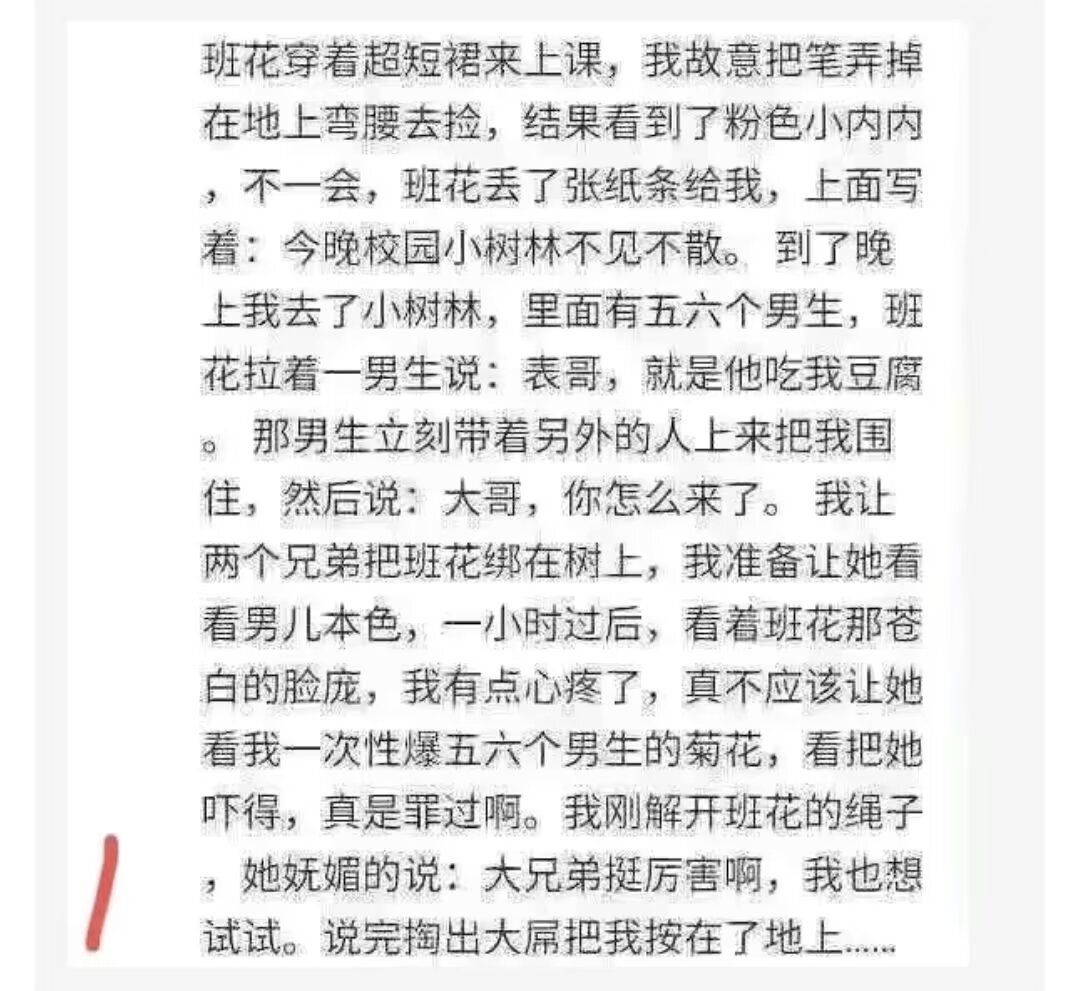 班花穿着超短裙来上课，我故意把笔弄掉
在地上弯腰去捡，结果看到了粉色小内内
，不一会，班花丢了张纸条给我，上面写
着：今晚校园小树林不见不散。 到了晚
上我去了小树林，里面有五六个男生，班
花拉着一男生说：表哥，就是他吃我豆腐
。 那男生立刻带着另外的人上来把我围
住，然后说：大哥，你怎么来了。 我让
两个兄弟把班花绑在树上，我准备让她看
看男儿本色，一小时过后，看着班花那苍
白的脸庞，我有点心疼了，真不应该让她
看我一次性爆五六个男生的菊花，看把她
吓得，真是罪过啊。我刚解开班花的绳子
，她妩媚的说：大兄弟挺厉害啊，我也想
试试。说完掏出大屌把我按在了地上……